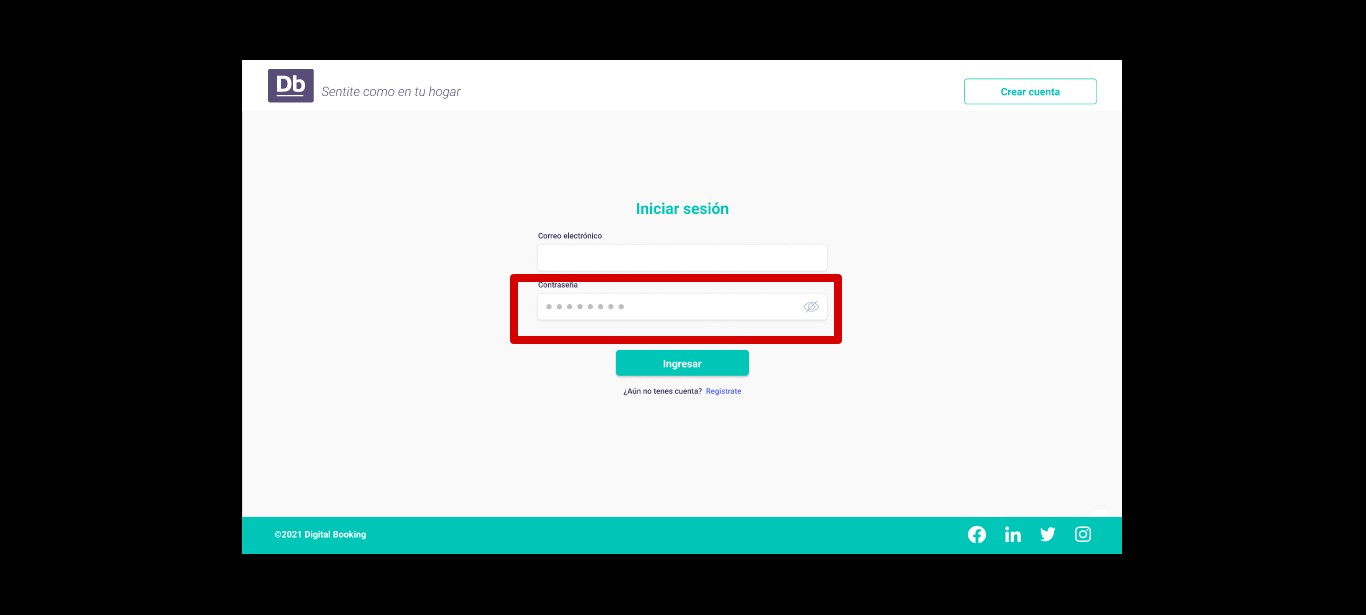 Db
Sentite como en tu hogar
Crear cuenta
Iniciar sesión
Correo electrónico
Contraseña
Ingresar
¿Aún no tenes cuenta? Registrate
©2021 Digital Booking